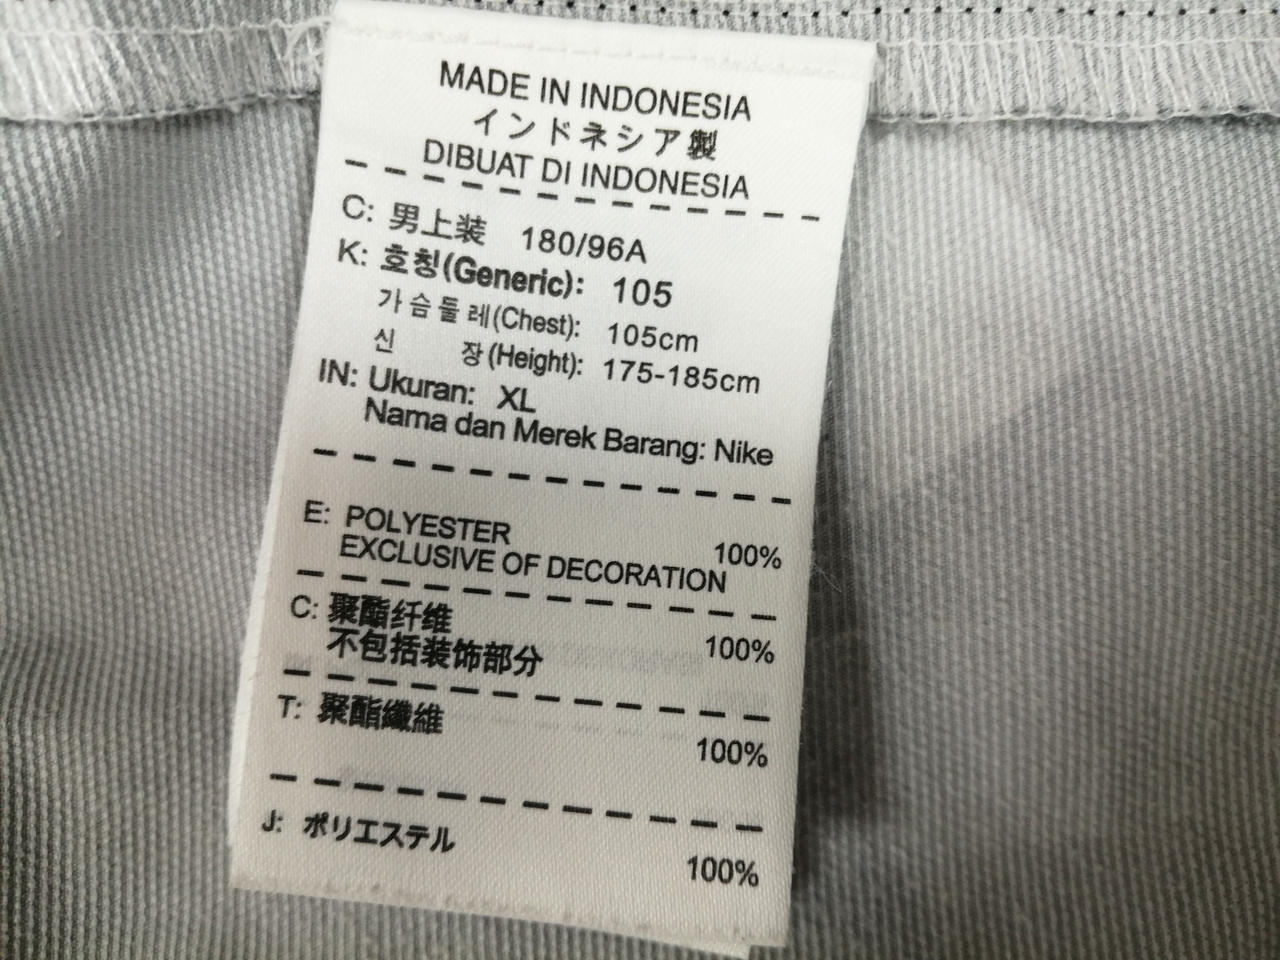 MADE IN INDONESIA
インドネシア製
DIBUAT DI INDONESIA
C: 男上装 180/96A
K: 호칭(Generic): 105
가슴둘레(Chest): 105cm
신 장(Height): 175-185cm
IN: Ukuran: XL
Nama dan Merek Barang: Nike
E: POLYESTER 100%
EXCLUSIVE OF DECORATION
C: 聚酯纤维 100%
不包括装饰部分
T: 聚酯纖維 100%
J: ポリエステル 100%